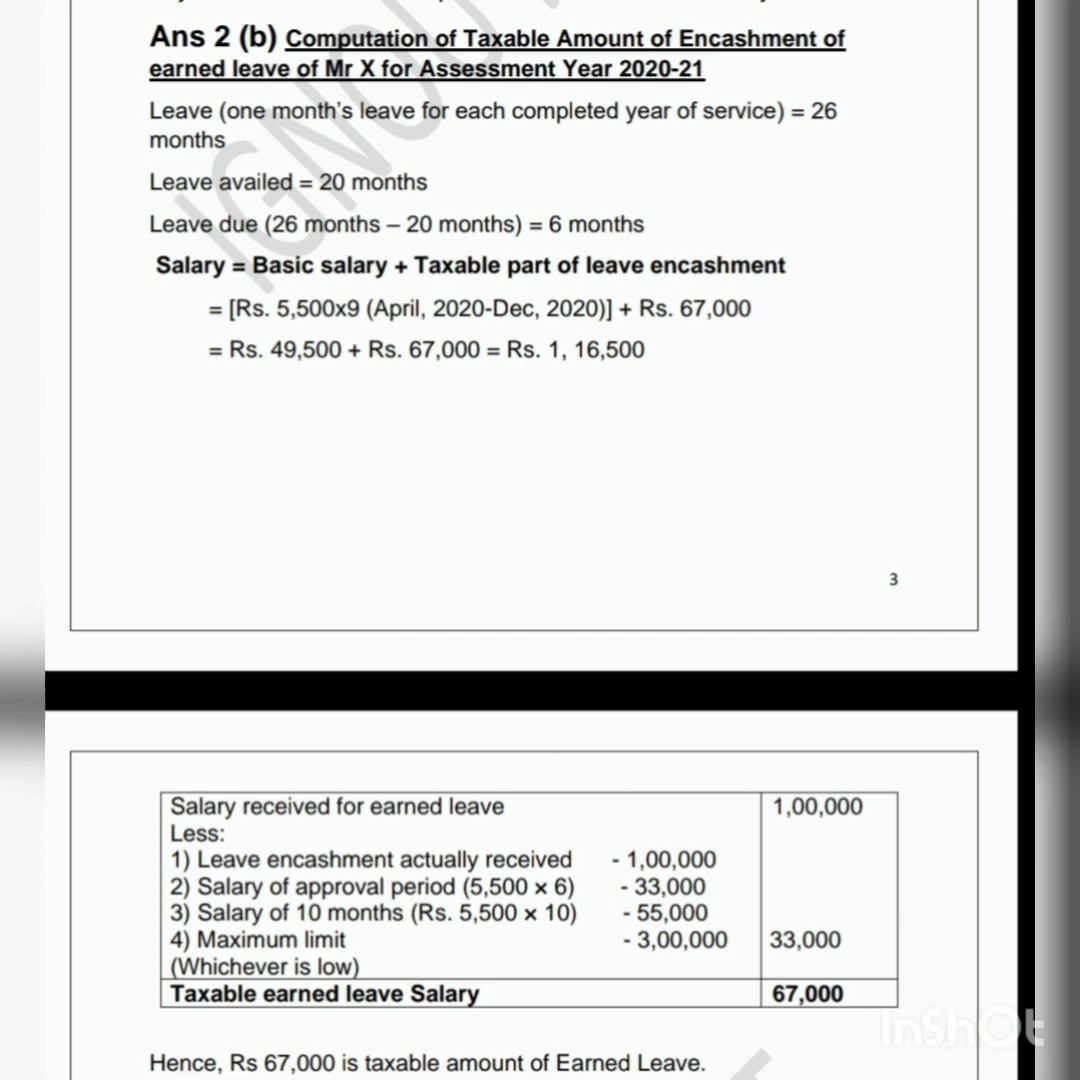 Ans 2 (b) Computation of Taxable Amount of Encashment of
earned leave of Mr X for Assessment Year 2020-21
Leave (one month's leave for each completed year of service) = 26
months
Leave availed = 20 months
Leave due (26 months – 20 months) = 6 months
Salary = Basic salary + Taxable part of leave encashment
= [Rs. 5,500x9 (April, 2020-Dec, 2020)] + Rs. 67,000
= Rs. 49,500 + Rs. 67,000 = Rs. 1, 16,500
3
Salary received for earned leave 1,00,000
Less:
1) Leave encashment actually received - 1,00,000
2) Salary of approval period (5,500 × 6) - 33,000
3) Salary of 10 months (Rs. 5,500 × 10) - 55,000
4) Maximum limit - 3,00,000 33,000
(Whichever is low)
Taxable earned leave Salary 67,000
Hence, Rs 67,000 is taxable amount of Earned Leave.
IGNOU
InShOt